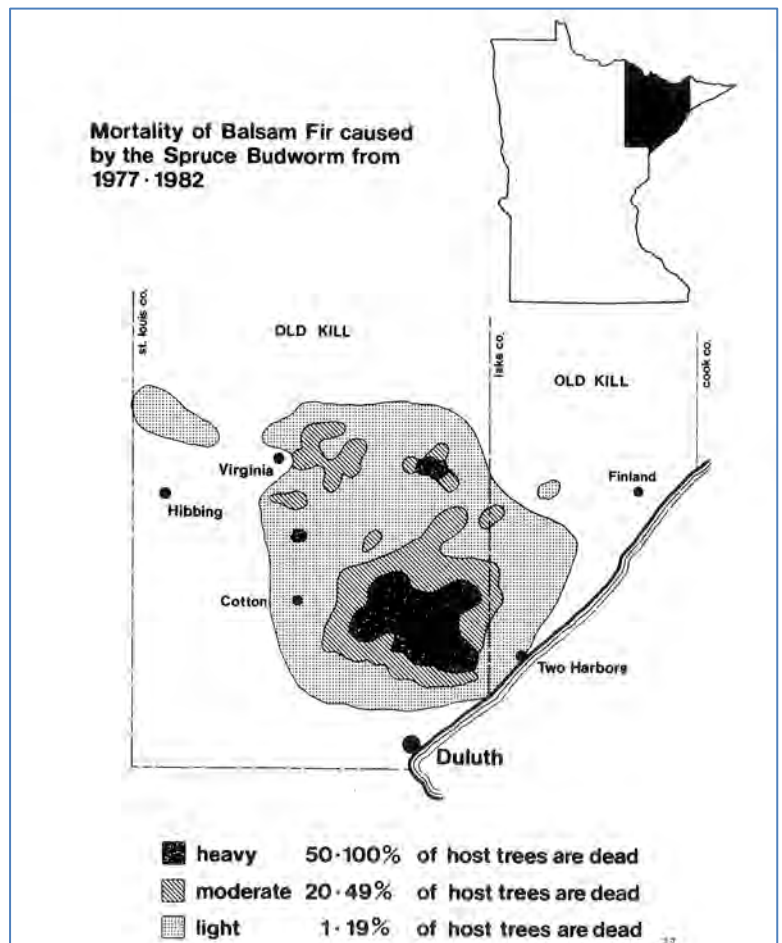 Mortality of Balsam Fir caused
by the Spruce Budworm from
1977·1982
st. louis co.
OLD KILL
lake co.
OLD KILL
cook co.
Virginia
Hibbing
Finland
Cotton
Two Harbors
Duluth
heavy 50·100% of host trees are dead
moderate 20·49% of host trees are dead
light 1·19% of host trees are dead